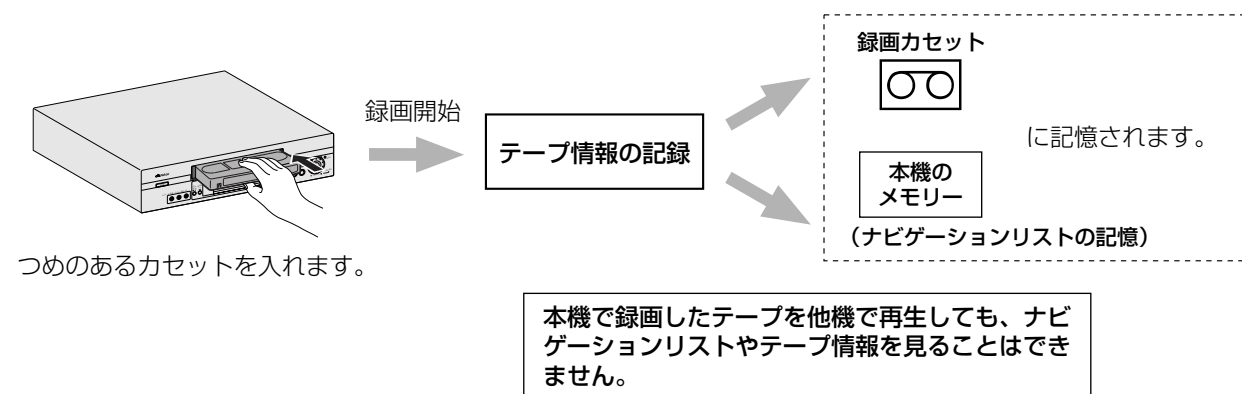 録画カセット
録画開始
テープ情報の記録
に記憶されます。
本機の
メモリー
（ナビゲーションリストの記憶）
つめのあるカセットを入れます。
本機で録画したテープを他機で再生しても、ナビ
ゲーションリストやテープ情報を見ることはでき
ません。